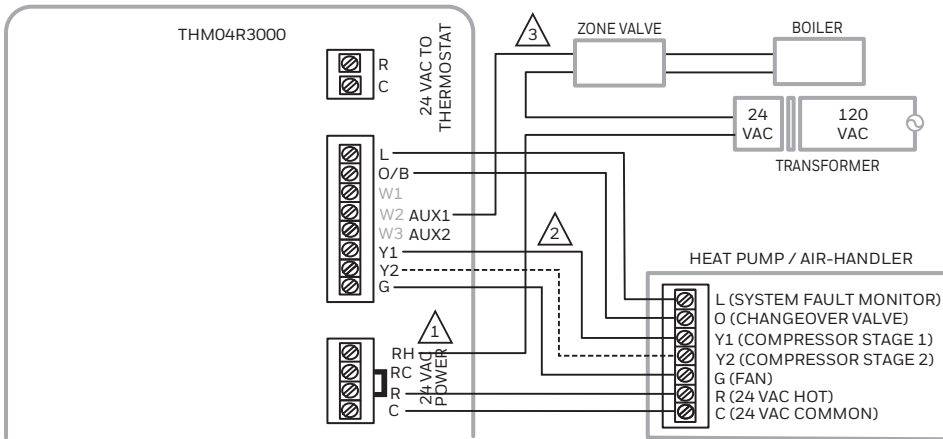 THM04R3000
R
C
24 VAC TO
THERMOSTAT
3
ZONE VALVE
BOILER
24
VAC
120
VAC
TRANSFORMER
L
O/B
W1
W2 AUX1
W3 AUX2
Y1
Y2
G
2
1
RH
RC
R
C
24 VAC
POWER
HEAT PUMP / AIR-HANDLER
L (SYSTEM FAULT MONITOR)
O (CHANGEOVER VALVE)
Y1 (COMPRESSOR STAGE 1)
Y2 (COMPRESSOR STAGE 2)
G (FAN)
R (24 VAC HOT)
C (24 VAC COMMON)